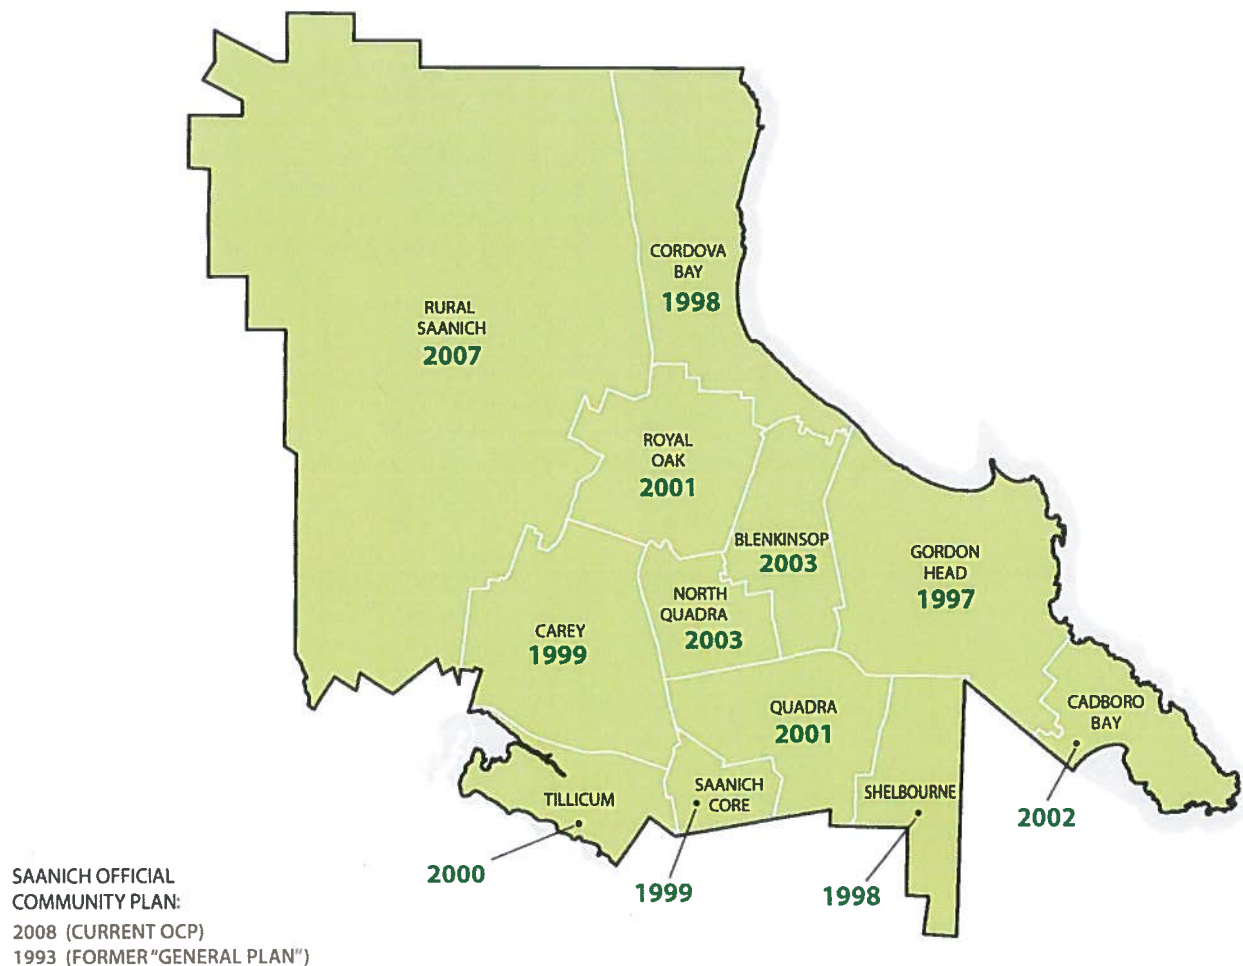 CORDOVA
BAY
1998
RURAL
SAANICH
2007
ROYAL
OAK
2001
BLENKINSOP
2003
GORDON
HEAD
1997
NORTH
QUADRA
2003
CAREY
1999
QUADRA
2001
CADBORO
BAY
2002
TILLICUM
2000
SAANICH
CORE
1999
SHELBOURNE
1998
SAANICH OFFICIAL
COMMUNITY PLAN:
2008 (CURRENT OCP)
1993 (FORMER "GENERAL PLAN")